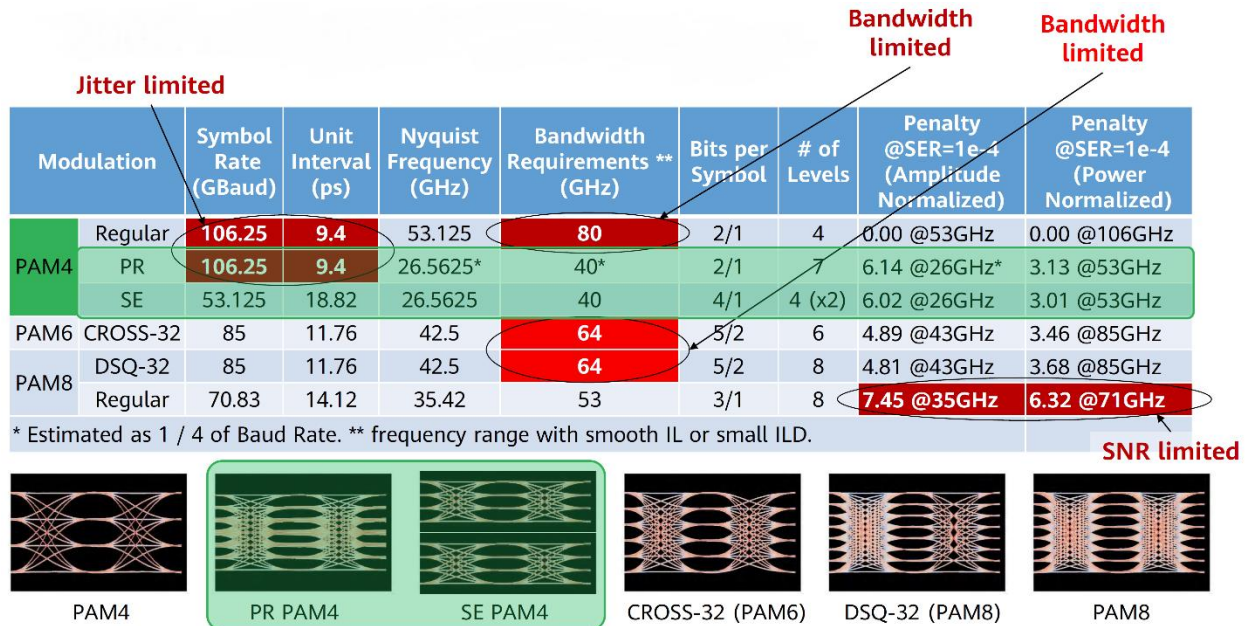 Bandwidth
limited
Bandwidth
limited
Jitter limited
Modulation
Symbol
Rate
(GBaud)
Unit
Interval
(ps)
Nyquist
Frequency
(GHz)
Bandwidth
Requirements **
(GHz)
Bits per
Symbol
# of
Levels
Penalty
@SER=1e-4
(Amplitude
Normalized)
Penalty
@SER=1e-4
(Power
Normalized)
PAM4
Regular 106.25 9.4 53.125 80 2/1 4 0.00 @53GHz 0.00 @106GHz
PR 106.25 9.4 26.5625* 40* 2/1 7 6.14 @26GHz* 3.13 @53GHz
SE 53.125 18.82 26.5625 40 4/1 4 (x2) 6.02 @26GHz 3.01 @53GHz
PAM6 CROSS-32 85 11.76 42.5 64 5/2 6 4.89 @43GHz 3.46 @85GHz
PAM8
DSQ-32 85 11.76 42.5 64 5/2 8 4.81 @43GHz 3.68 @85GHz
Regular 70.83 14.12 35.42 53 3/1 8 7.45 @35GHz 6.32 @71GHz
* Estimated as 1 / 4 of Baud Rate. ** frequency range with smooth IL or small ILD.
SNR limited
PAM4
PR PAM4
SE PAM4
CROSS-32 (PAM6)
DSQ-32 (PAM8)
PAM8